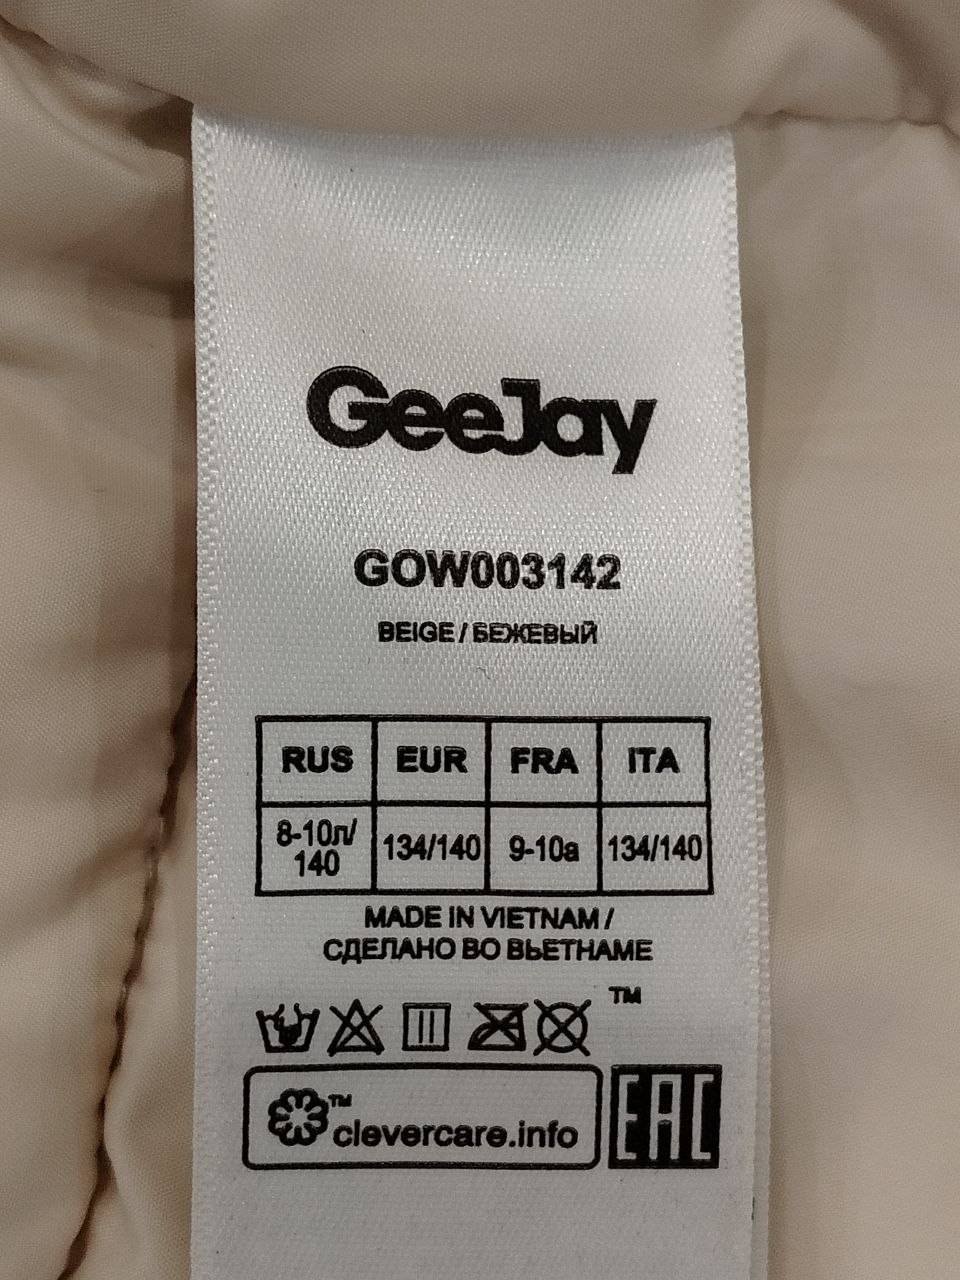 GeeJay
GOW003142
BEIGE / БЕЖЕВЫЙ
RUS EUR FRA ITA
8-10л/
140 134/140 9-10a 134/140
MADE IN VIETNAM /
СДЕЛАНО ВО ВЬЕТНАМЕ
TM
TM
clevercare.info
EAC